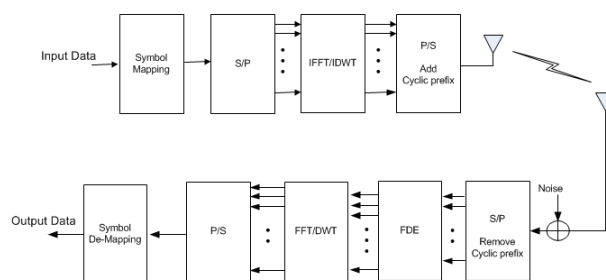 Input Data
Symbol
Mapping
S/P
IFFT/IDWT
P/S
Add
Cyclic prefix
Output Data
Symbol
De-Mapping
P/S
FFT/DWT
FDE
S/P
Remove
Cyclic prefix
Noise